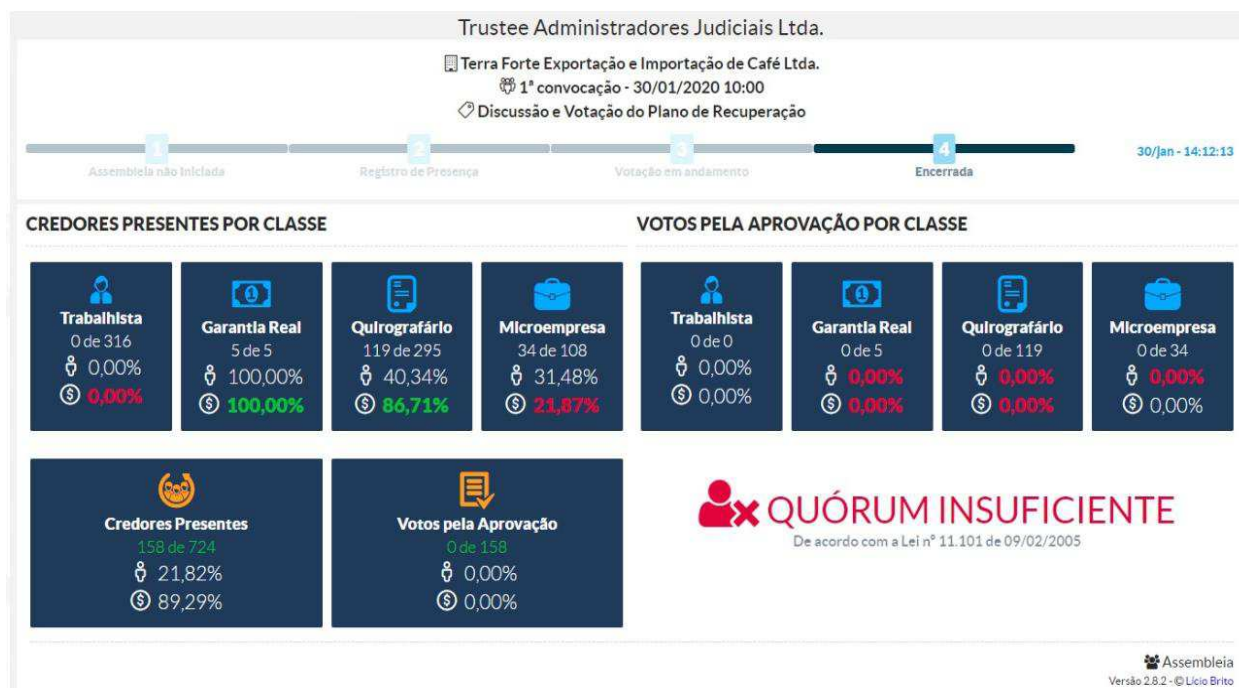 Trustee Administradores Judiciais Ltda.
Terra Forte Exportação e Importação de Café Ltda.
1ª convocação - 30/01/2020 10:00
Discussão e Votação do Plano de Recuperação
1
Assembleia não Iniciada
2
Registro de Presença
3
Votação em andamento
4
Encerrada
30/jan - 14:12:13
CREDORES PRESENTES POR CLASSE
Trabalhista
0 de 316
0,00%
0,00%
Garantia Real
5 de 5
100,00%
100,00%
Quirografário
119 de 295
40,34%
86,71%
Microempresa
34 de 108
31,48%
21,87%
VOTOS PELA APROVAÇÃO POR CLASSE
Trabalhista
0 de 0
0,00%
0,00%
Garantia Real
0 de 5
0,00%
0,00%
Quirografário
0 de 119
0,00%
0,00%
Microempresa
0 de 34
0,00%
0,00%
Credores Presentes
158 de 724
21,82%
89,29%
Votos pela Aprovação
0 de 158
0,00%
0,00%
QUÓRUM INSUFICIENTE
De acordo com a Lei nº 11.101 de 09/02/2005
Assembleia
Versão 2.8.2 - © Lício Brito